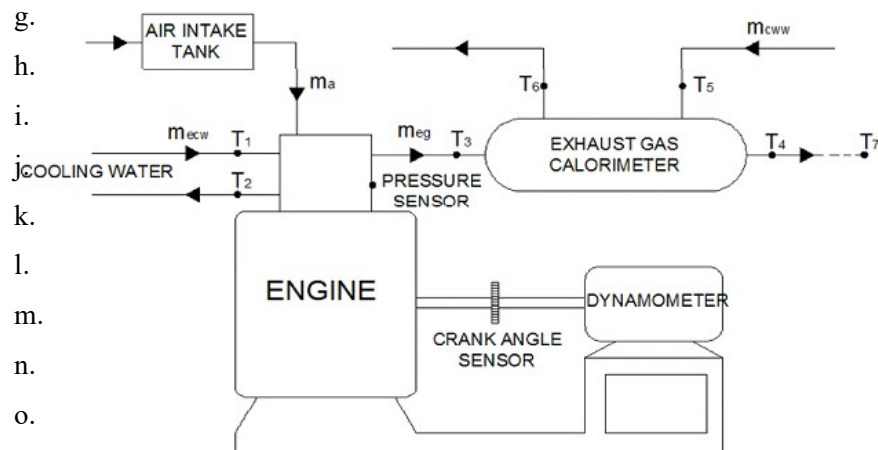 g.
AIR INTAKE
TANK
mcww
h.
ma
T6
T5
i.
mecw
T1
meg
T3
EXHAUST GAS
CALORIMETER
T4
T7
j.
COOLING WATER
T2
PRESSURE
SENSOR
k.
l.
ENGINE
DYNAMOMETER
m.
CRANK ANGLE
SENSOR
n.
o.